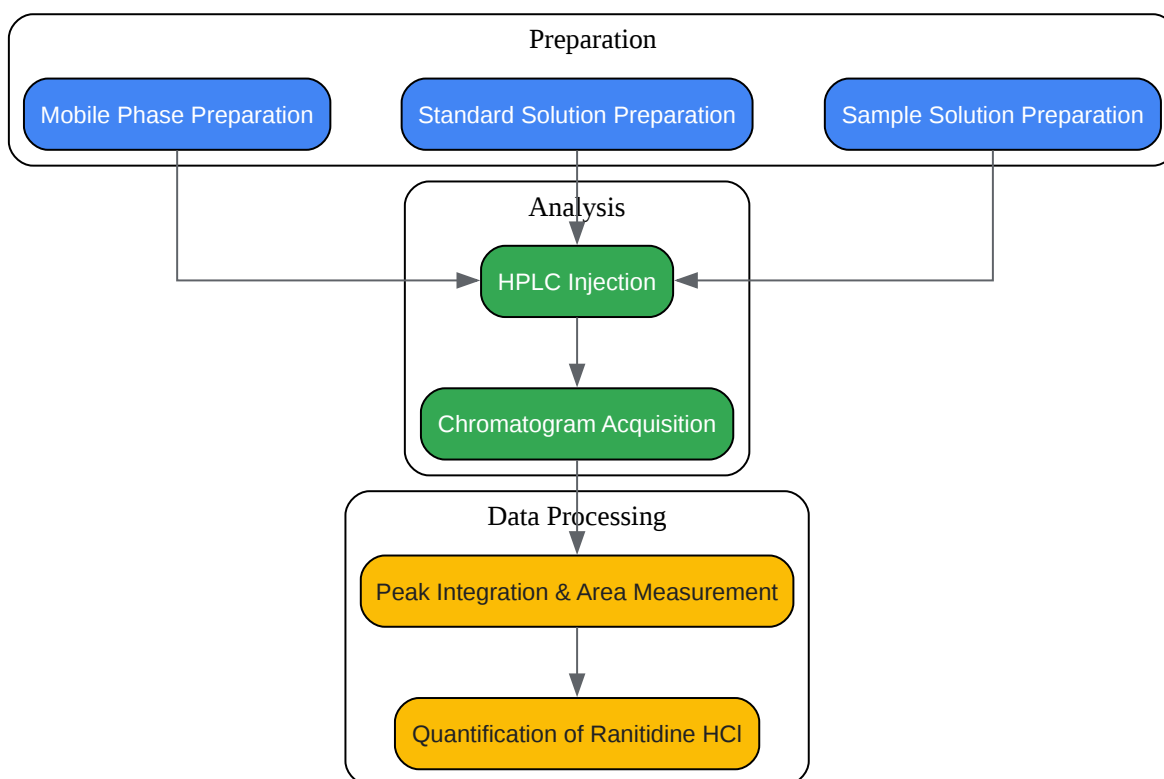 Preparation
Mobile Phase Preparation
Standard Solution Preparation
Sample Solution Preparation
Analysis
HPLC Injection
Chromatogram Acquisition
Data Processing
Peak Integration & Area Measurement
Quantification of Ranitidine HCl